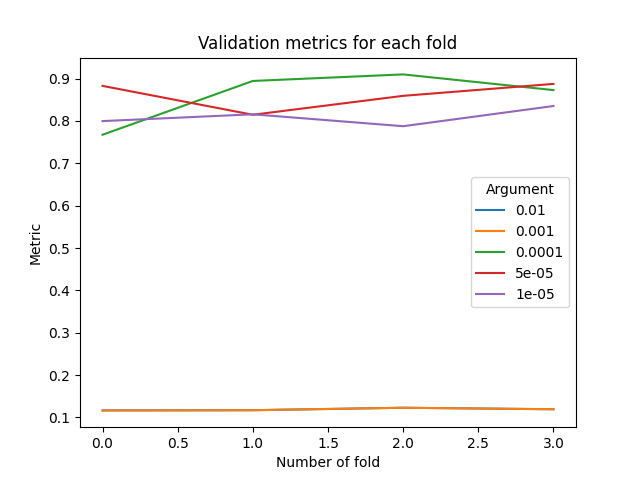 Validation metrics for each fold
Metric
0.9
0.8
0.7
0.6
0.5
0.4
0.3
0.2
0.1
Argument
0.01
0.001
0.0001
5e-05
1e-05
0.0 0.5 1.0 1.5 2.0 2.5 3.0
Number of fold